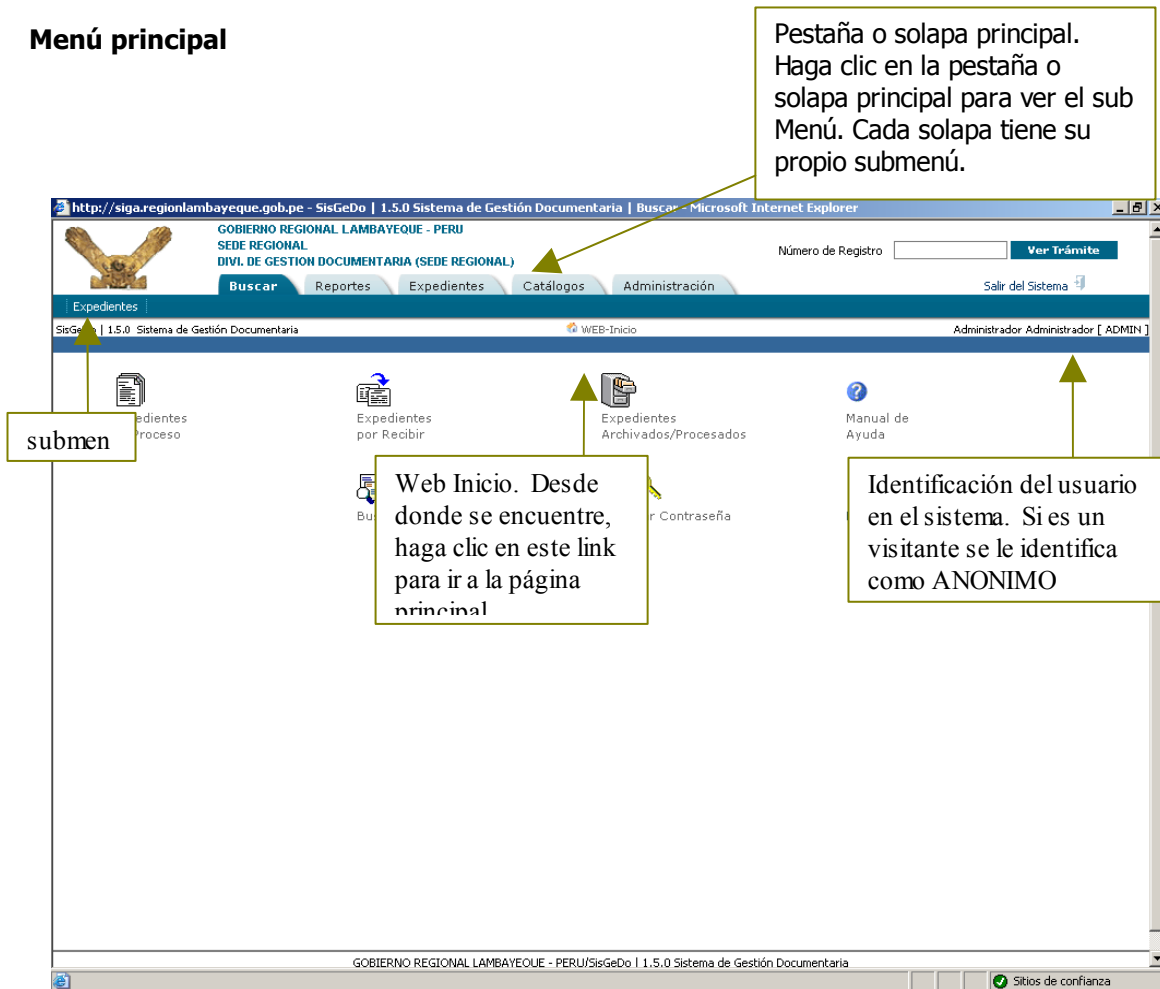 Menú principal
Pestaña o solapa principal.
Haga clic en la pestaña o
solapa principal para ver el sub
Menú. Cada solapa tiene su
propio submenú.
http://siga.regionlambayeque.gob.pe - SisGeDo | 1.5.0 Sistema de Gestión Documentaria | Buscar - Microsoft Internet Explorer
GOBIERNO REGIONAL LAMBAYEQUE - PERU
SEDE REGIONAL
DIVI. DE GESTION DOCUMENTARIA (SEDE REGIONAL)
Número de Registro Ver Trámite
Buscar Reportes Expedientes Catálogos Administración Salir del Sistema
Expedientes
1.5.0 Sistema de Gestión Documentaria WEB-Inicio Administrador Administrador [ ADMIN ]
Expedientes
por Recibir
Expedientes
Archivados/Procesados
Manual de
Ayuda
submen
Web Inicio. Desde
donde se encuentre,
haga clic en este link
para ir a la página
principal
Contraseña
Identificación del usuario
en el sistema. Si es un
visitante se le identifica
como ANONIMO
GOBIERNO REGIONAL LAMBAYEQUE - PERU/SisGeDo | 1.5.0 Sistema de Gestión Documentaria
Sitios de confianza